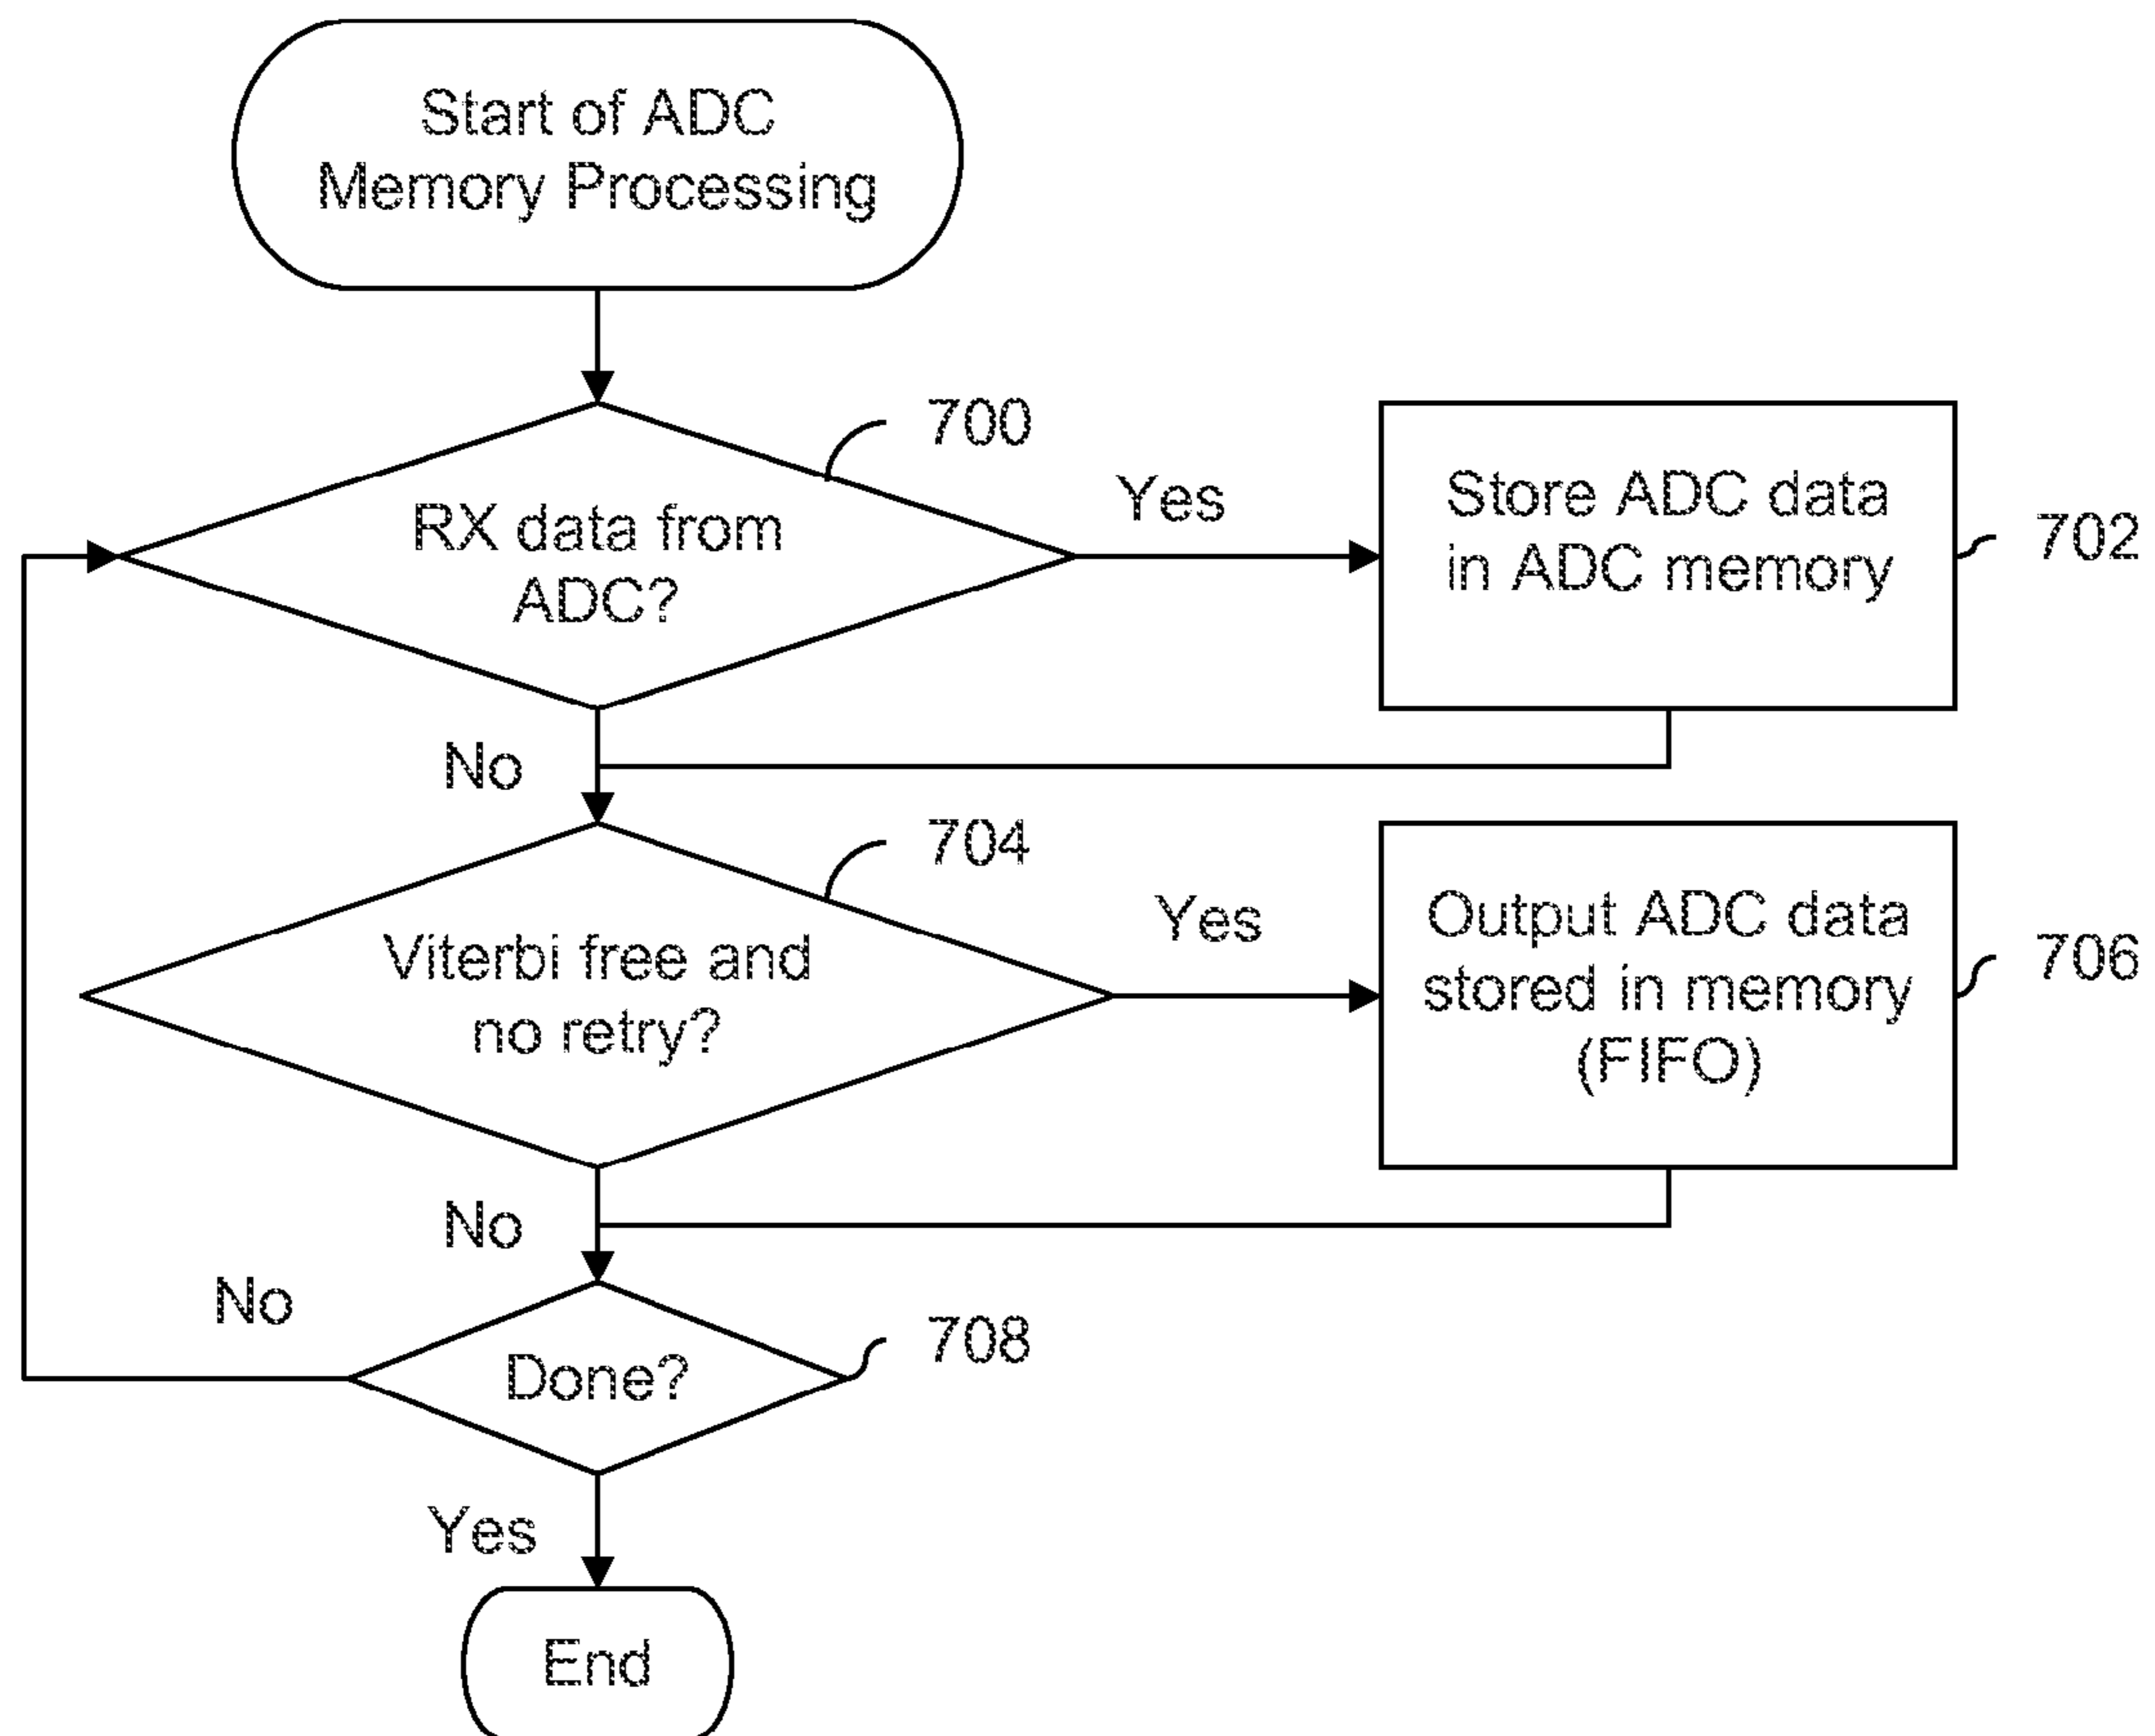 Start of ADC
Memory Processing
700
RX data from
ADC?
Yes
Store ADC data
in ADC memory
702
No
704
Viterbi free and
no retry?
Yes
Output ADC data
stored in memory
(FIFO)
706
No
No
Done?
708
Yes
End